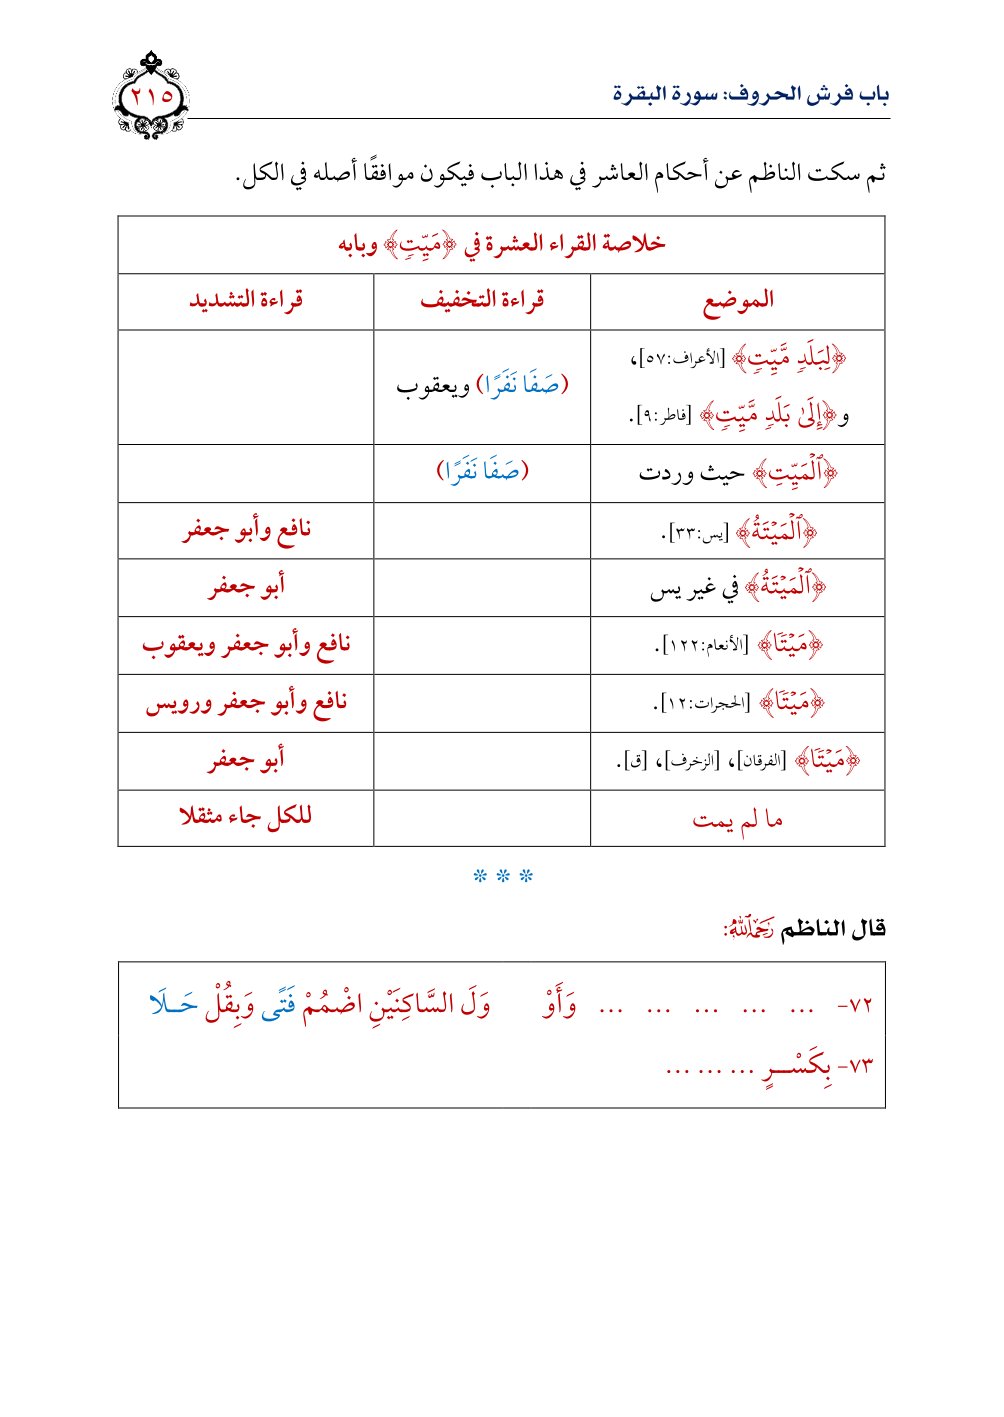 باب فرش الحروف: سورة البقرة
٢١٥
ثم سكت الناظم عن أحكام العاشر في هذا الباب فيكون موافقًا أصله في الكل.
خلاصة القراء العشرة في ﴿مَيِّتٖ﴾ وبابه
الموضع قراءة التخفيف قراءة التشديد
﴿لِبَلَدٖ مَّيِّتٖ﴾ [الأعراف:٥٧]،
و﴿إِلَىٰ بَلَدٖ مَّيِّتٖ﴾ [فاطر:٩].
(صَفَا نَفَرًا) ويعقوب
﴿ٱلْمَيِّتِ﴾ حيث وردت (صَفَا نَفَرًا)
﴿ٱلْمَيْتَةُ﴾ [يس:٣٣]. نافع وأبو جعفر
﴿ٱلْمَيْتَةُ﴾ في غير يس أبو جعفر
﴿مَيْتٗا﴾ [الأنعام:١٢٢]. نافع وأبو جعفر ويعقوب
﴿مَيْتٗا﴾ [الحجرات:١٢]. نافع وأبو جعفر ورويس
﴿مَيْتٗا﴾ [الفرقان]، [الزخرف]، [ق]. أبو جعفر
ما لم يمت للكل جاء مثقلا
* * *
قال الناظم رَحِمَهُ ٱللَّهُ:
٧٢- ... ... ... ... ... وَأَوْ وَلَ السَّاكِنَيْنِ اضْمُمْ فَتًى وَبِقُلْ حَــلَا
٧٣- بِكَسْـــرٍ ... ... ...